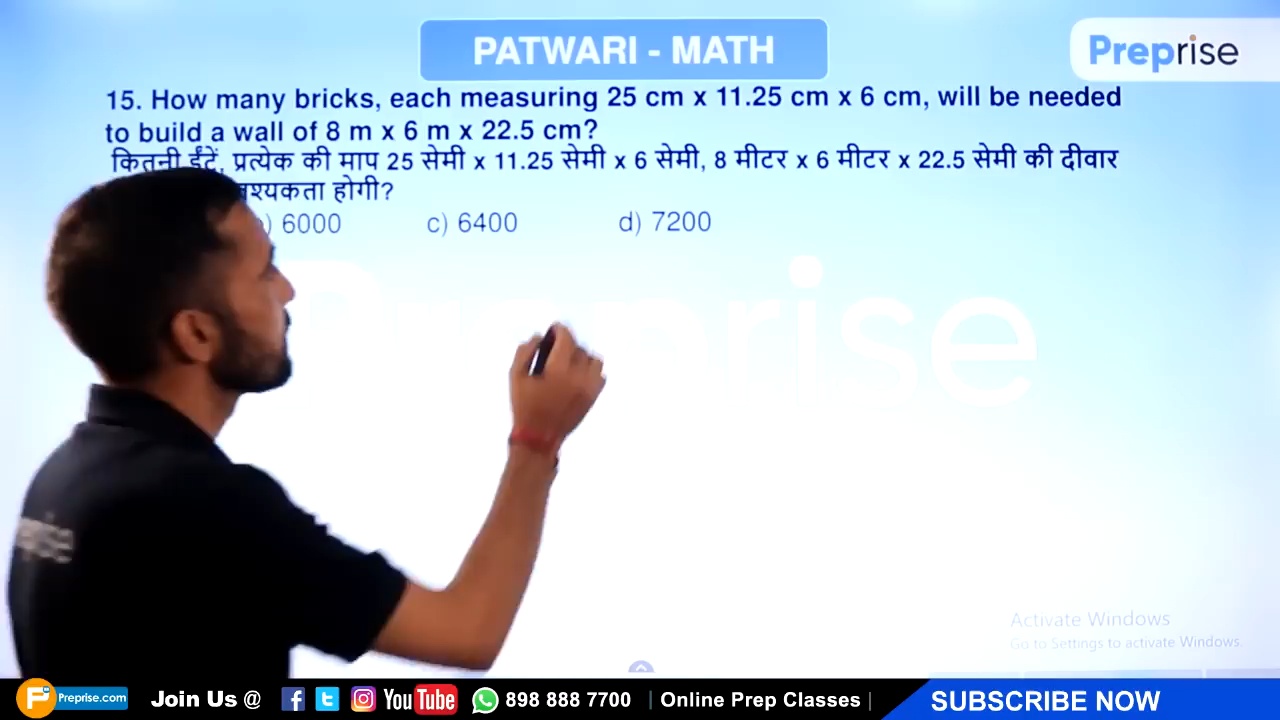 PATWARI - MATH
Preprise
15. How many bricks, each measuring 25 cm x 11.25 cm x 6 cm, will be needed
to build a wall of 8 m x 6 m x 22.5 cm?
कितनी ईंटें, प्रत्येक की माप 25 सेमी x 11.25 सेमी x 6 सेमी, 8 मीटर x 6 मीटर x 22.5 सेमी की दीवार
होगी?
) 6000 c) 6400 d) 7200
Preprise
Activate Windows
Go to Settings to activate Windows.
Preprise.com Join Us @ YouTube 898 888 7700 | Online Prep Classes | SUBSCRIBE NOW